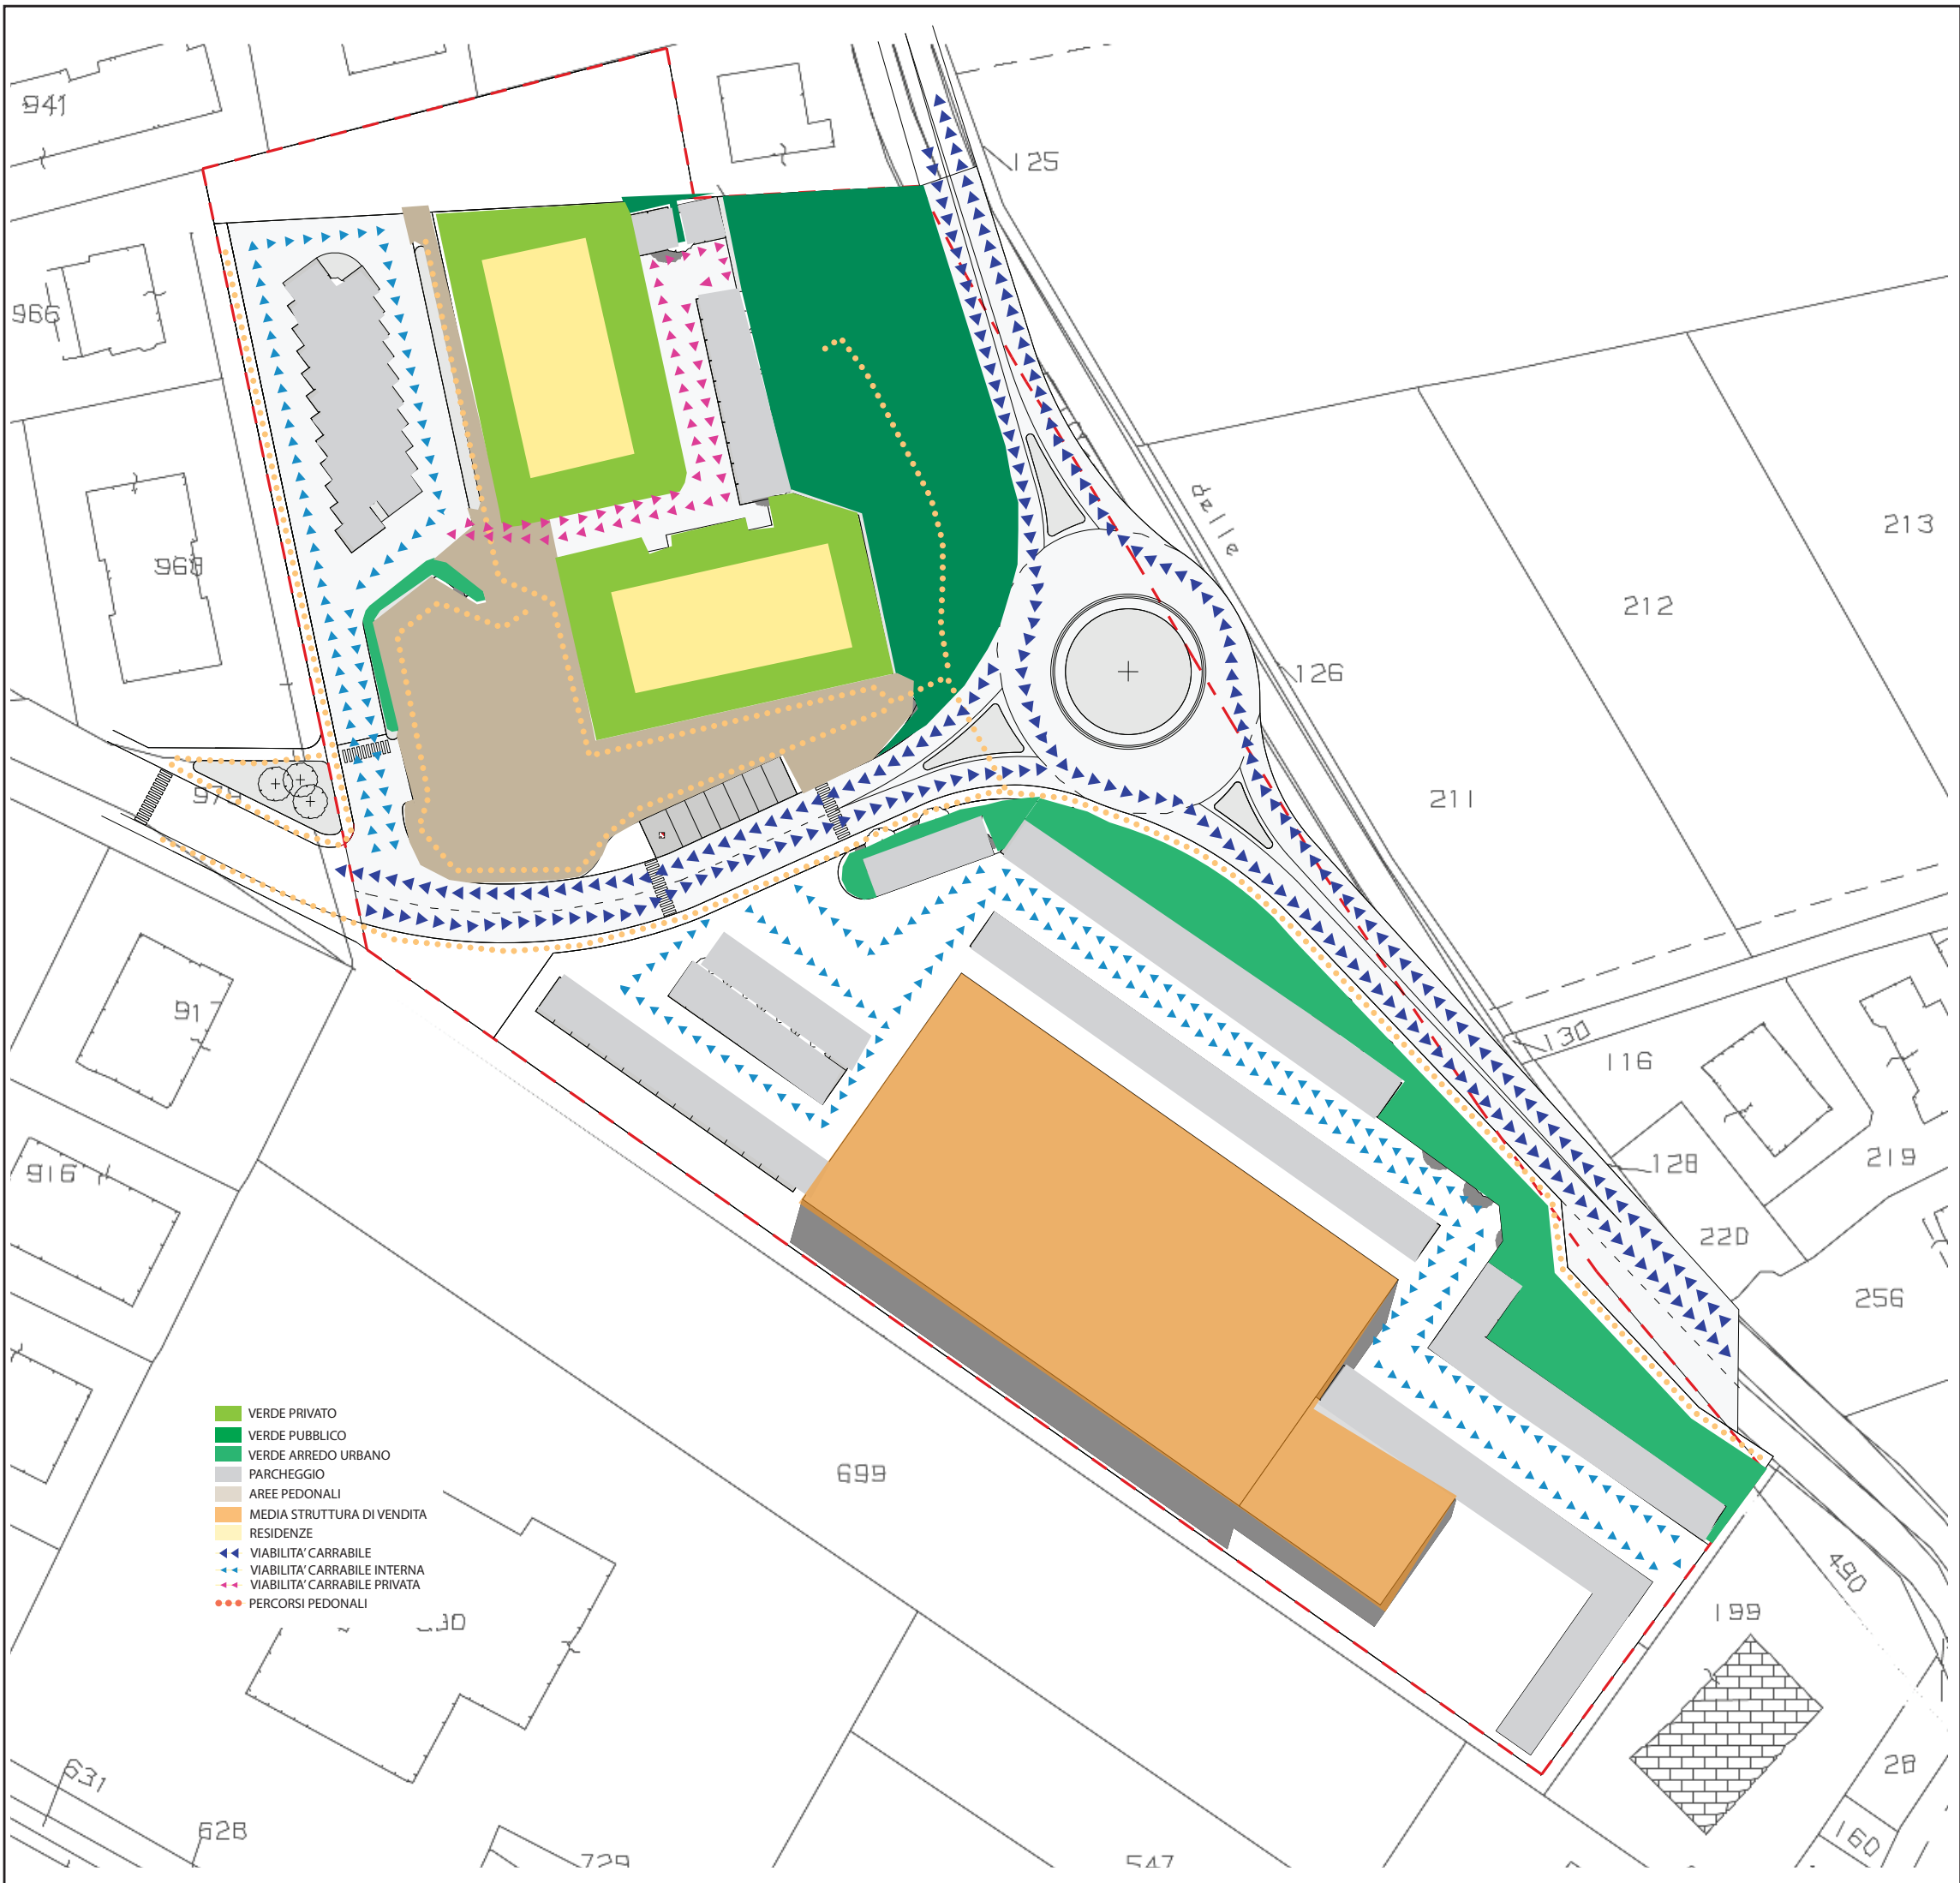 941
125
966
213
delle
968
212
126
974
211
130
91
116
128
219
916
220
256
699
VERDE PRIVATO
VERDE PUBBLICO
VERDE ARREDO URBANO
PARCHEGGIO
AREE PEDONALI
MEDIA STRUTTURA DI VENDITA
RESIDENZE
VIABILITA' CARRABILE
VIABILITA' CARRABILE INTERNA
VIABILITA' CARRABILE PRIVATA
PERCORSI PEDONALI
490
199
631
28
628
160
729
547